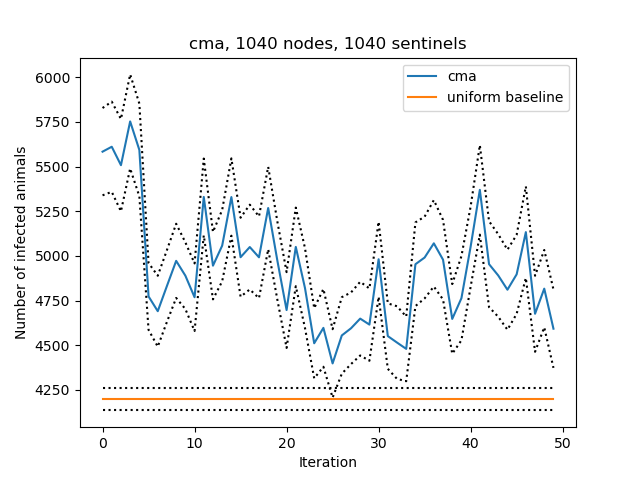 cma, 1040 nodes, 1040 sentinels
cma
uniform baseline
Number of infected animals
6000
5750
5500
5250
5000
4750
4500
4250
0 10 20 30 40 50
Iteration